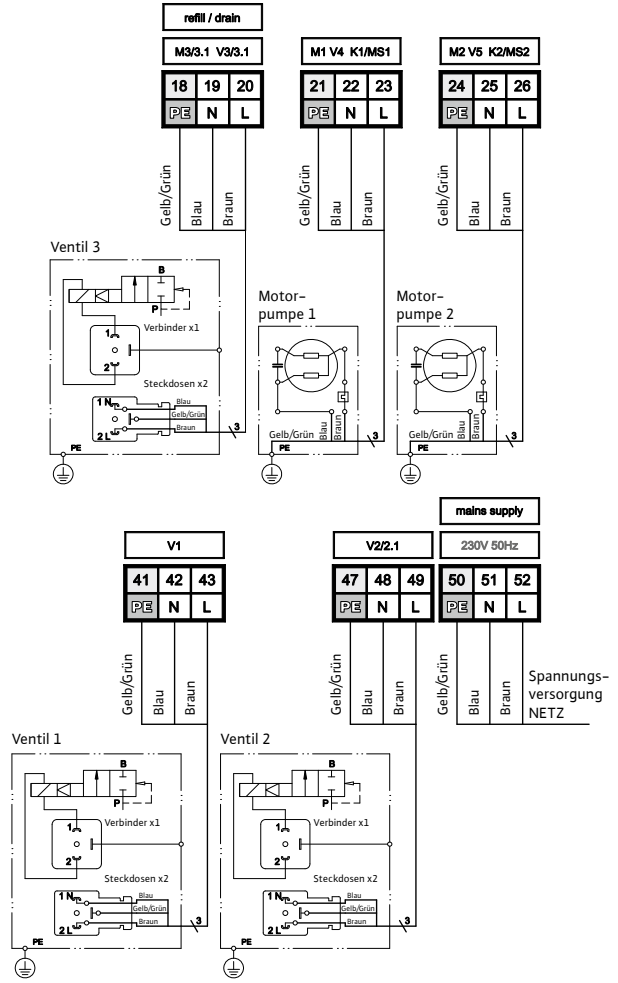 refill / drain
M3/3.1 V3/3.1
M1 V4 K1/MS1
M2 V5 K2/MS2
18 19 20
PE N L
21 22 23
PE N L
24 25 26
PE N L
Gelb/Grün
Blau
Braun
Gelb/Grün
Blau
Braun
Gelb/Grün
Blau
Braun
Ventil 3
B
P
1
2
Verbinder x1
Steckdosen x2
1 N
2 L
Blau
Gelb/Grün
Braun
3
PE
Motor-
pumpe 1
Gelb/Grün
Blau
Braun
PE
3
Motor-
pumpe 2
Gelb/Grün
Blau
Braun
PE
3
mains supply
V1
V2/2.1
230V 50Hz
41 42 43
PE N L
47 48 49
PE N L
50 51 52
PE N L
Gelb/Grün
Blau
Braun
Gelb/Grün
Blau
Braun
Gelb/Grün
Blau
Braun
Spannungs-
versorgung
NETZ
Ventil 1
B
P
1
2
Verbinder x1
Steckdosen x2
1 N
2 L
Blau
Gelb/Grün
Braun
3
PE
Ventil 2
B
P
1
2
Verbinder x1
Steckdosen x2
1 N
2 L
Blau
Gelb/Grün
Braun
3
PE